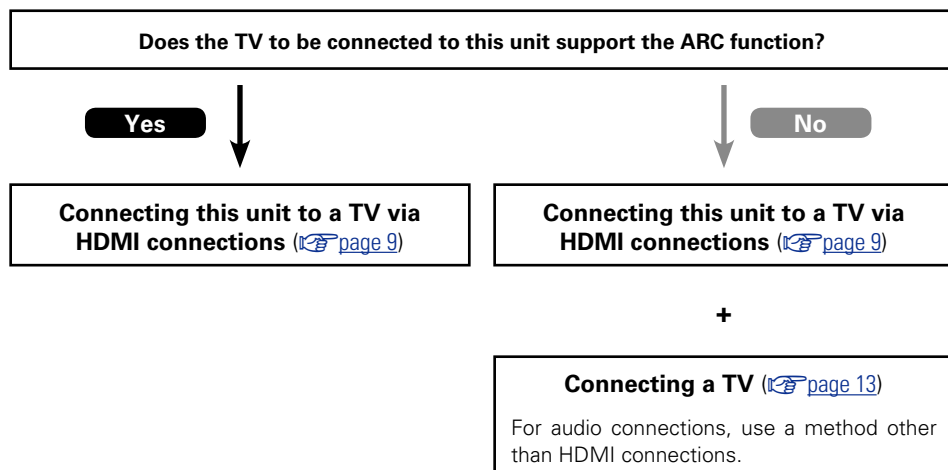 Does the TV to be connected to this unit support the ARC function?
Yes
No
Connecting this unit to a TV via
HDMI connections (page 9)
Connecting this unit to a TV via
HDMI connections (page 9)
+
Connecting a TV (page 13)
For audio connections, use a method other
than HDMI connections.